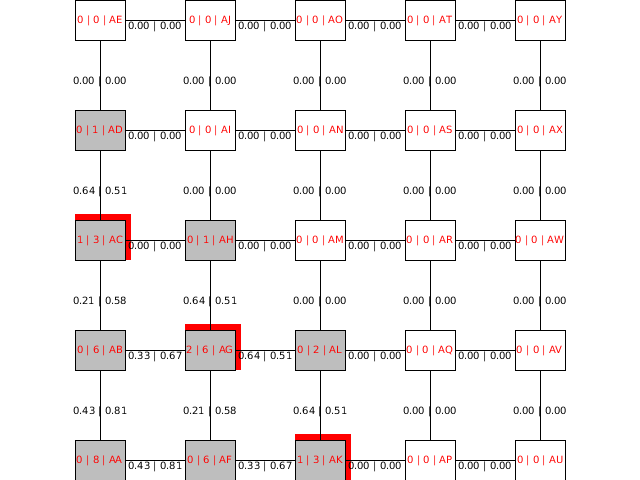 0 | 0 | AE 0.00 | 0.00 0 | 0 | AJ 0.00 | 0.00 0 | 0 | AO 0.00 | 0.00 0 | 0 | AT 0.00 | 0.00 0 | 0 | AY
0.00 | 0.00 0.00 | 0.00 0.00 | 0.00 0.00 | 0.00 0.00 | 0.00
0 | 1 | AD 0.00 | 0.00 0 | 0 | AI 0.00 | 0.00 0 | 0 | AN 0.00 | 0.00 0 | 0 | AS 0.00 | 0.00 0 | 0 | AX
0.64 | 0.51 0.00 | 0.00 0.00 | 0.00 0.00 | 0.00 0.00 | 0.00
1 | 3 | AC 0.00 | 0.00 0 | 1 | AH 0.00 | 0.00 0 | 0 | AM 0.00 | 0.00 0 | 0 | AR 0.00 | 0.00 0 | 0 | AW
0.21 | 0.58 0.64 | 0.51 0.00 | 0.00 0.00 | 0.00 0.00 | 0.00
0 | 6 | AB 0.33 | 0.67 2 | 6 | AG 0.64 | 0.51 0 | 2 | AL 0.00 | 0.00 0 | 0 | AQ 0.00 | 0.00 0 | 0 | AV
0.43 | 0.81 0.21 | 0.58 0.64 | 0.51 0.00 | 0.00 0.00 | 0.00
0 | 8 | AA 0.43 | 0.81 0 | 6 | AF 0.33 | 0.67 1 | 3 | AK 0.00 | 0.00 0 | 0 | AP 0.00 | 0.00 0 | 0 | AU